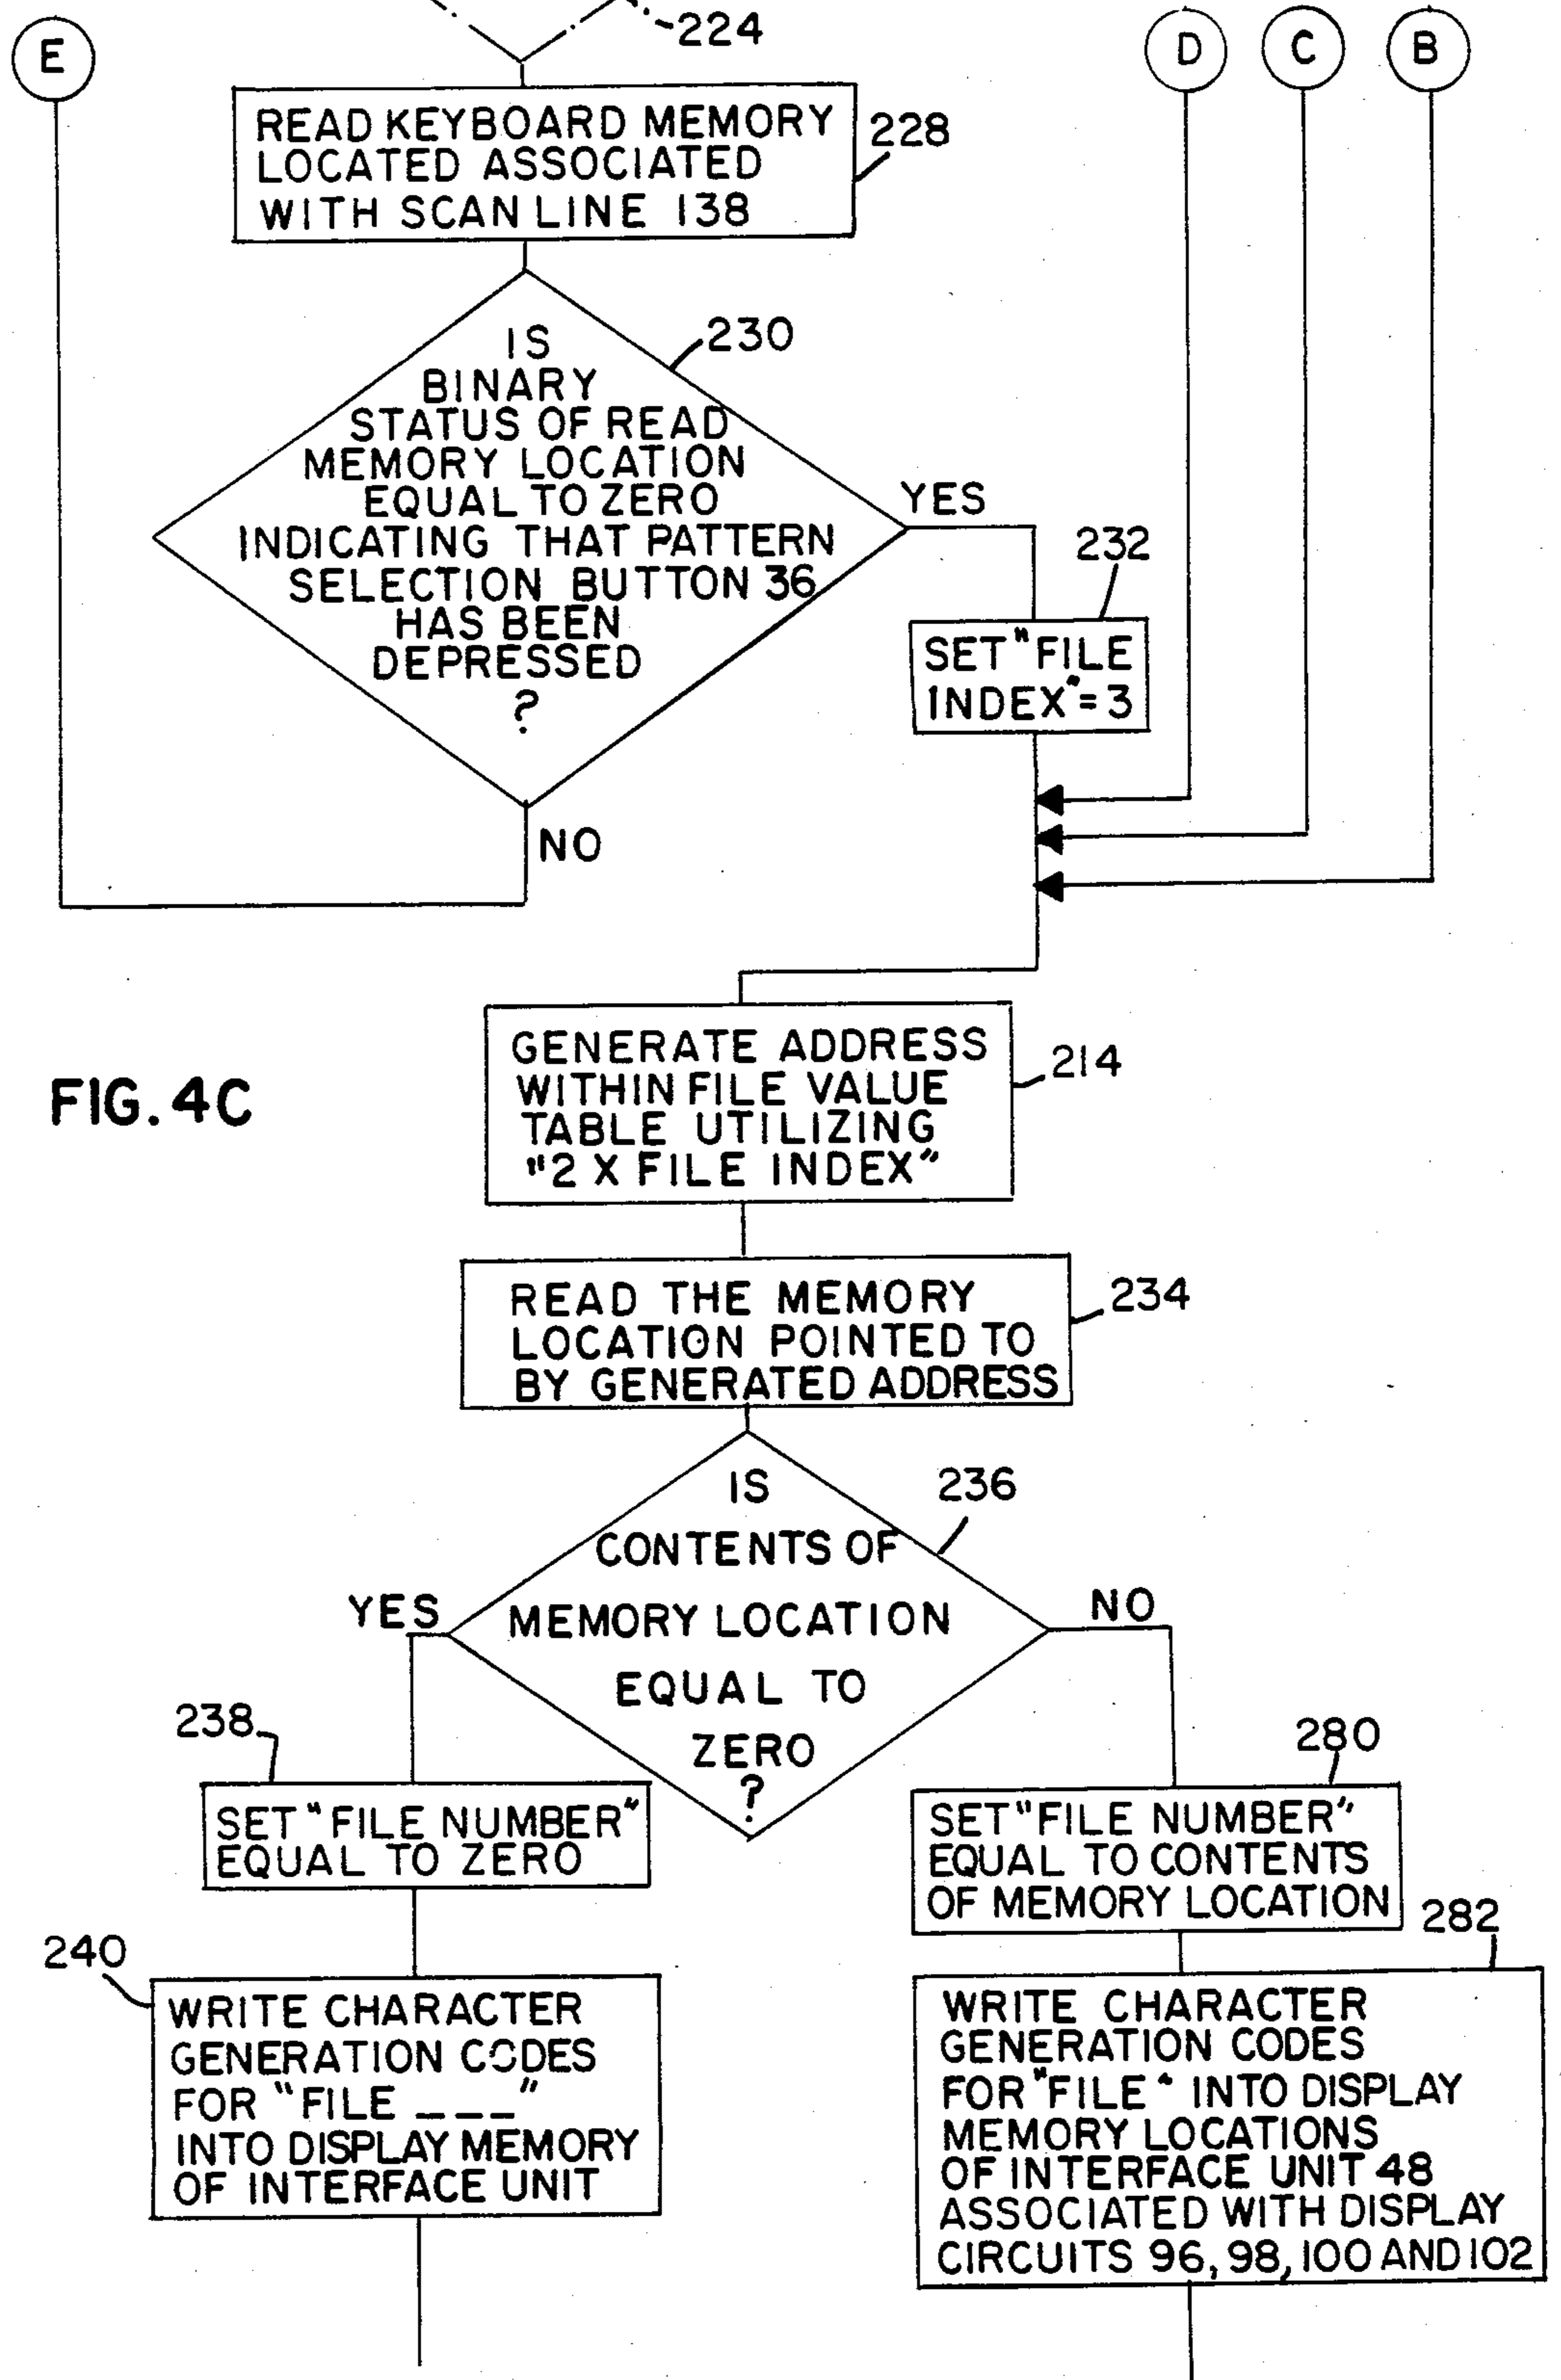 E
224
D
C
B
READ KEYBOARD MEMORY
LOCATED ASSOCIATED
WITH SCAN LINE 138
228
230
IS
BINARY
STATUS OF READ
MEMORY LOCATION
EQUAL TO ZERO
INDICATING THAT PATTERN
SELECTION BUTTON 36
HAS BEEN
DEPRESSED
?
YES
232
SET "FILE
INDEX"=3
NO
FIG. 4C
GENERATE ADDRESS
WITHIN FILE VALUE
TABLE UTILIZING
"2 X FILE INDEX"
214
READ THE MEMORY
LOCATION POINTED TO
BY GENERATED ADDRESS
234
IS
CONTENTS OF
MEMORY LOCATION
EQUAL TO
ZERO
?
236
YES
NO
238
SET "FILE NUMBER"
EQUAL TO ZERO
280
SET "FILE NUMBER"
EQUAL TO CONTENTS
OF MEMORY LOCATION
240
WRITE CHARACTER
GENERATION CODES
FOR "FILE _ _ _"
INTO DISPLAY MEMORY
OF INTERFACE UNIT
282
WRITE CHARACTER
GENERATION CODES
FOR "FILE" INTO DISPLAY
MEMORY LOCATIONS
OF INTERFACE UNIT 48
ASSOCIATED WITH DISPLAY
CIRCUITS 96, 98, 100 AND 102